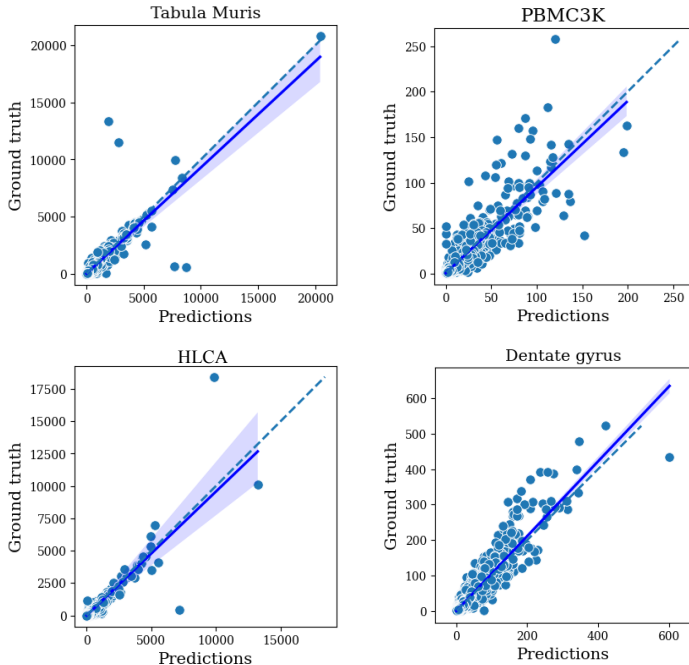 Tabula Muris
Ground truth
20000
15000
10000
5000
0
0 5000 10000 15000 20000
Predictions
PBMC3K
Ground truth
250
200
150
100
50
0
0 50 100 150 200 250
Predictions
HLCA
Ground truth
17500
15000
12500
10000
7500
5000
2500
0
0 5000 10000 15000
Predictions
Dentate gyrus
Ground truth
600
500
400
300
200
100
0
0 200 400 600
Predictions